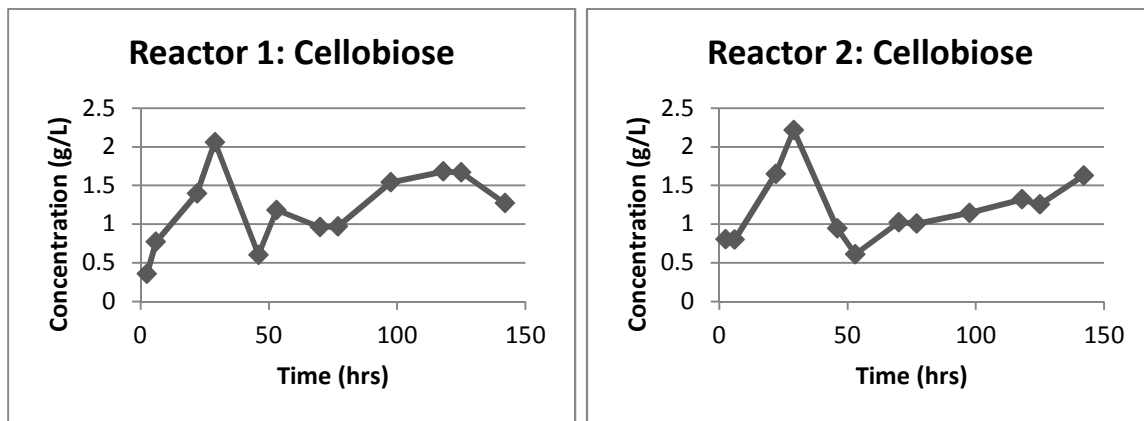 Reactor 1: Cellobiose
Concentration (g/L)
2.5
2
1.5
1
0.5
0
0 50 100 150
Time (hrs)
Reactor 2: Cellobiose
Concentration (g/L)
2.5
2
1.5
1
0.5
0
0 50 100 150
Time (hrs)